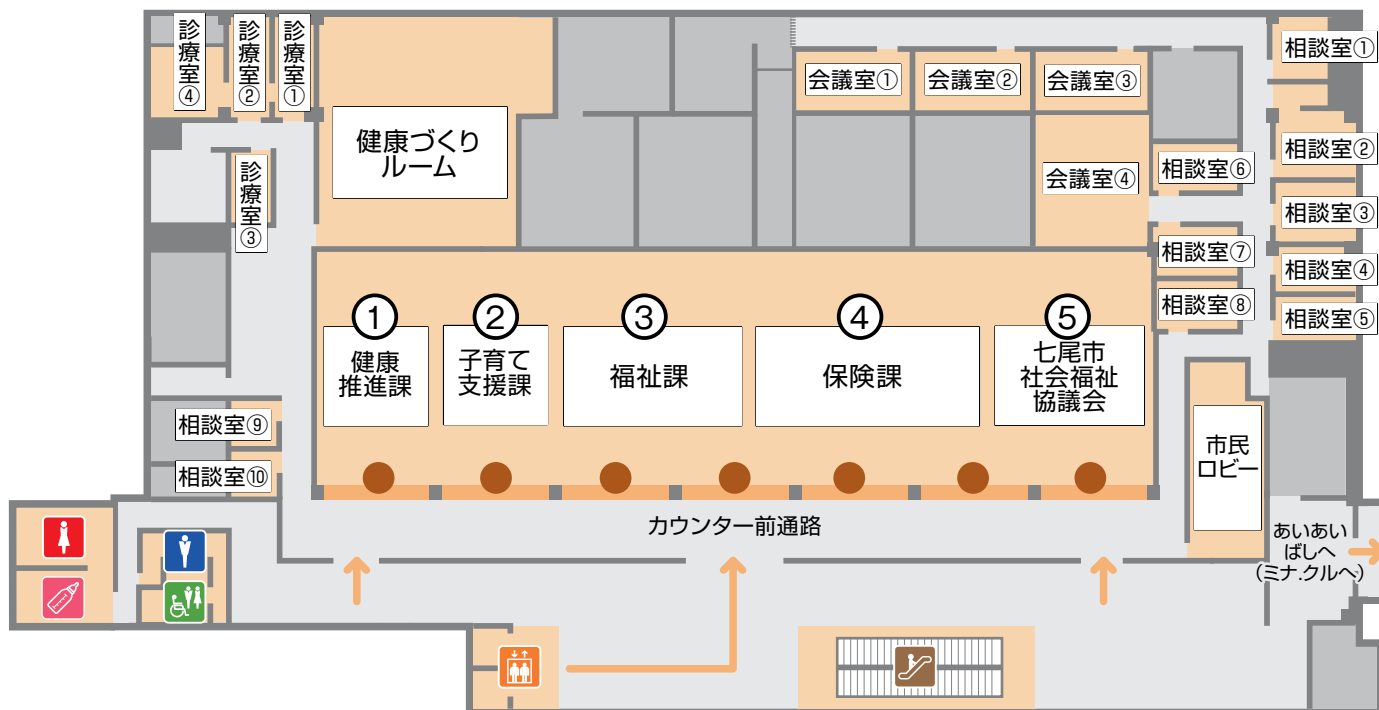 診療室④
診療室②
診療室①
健康づくり
ルーム
診療室③
会議室①
会議室②
会議室③
会議室④
相談室①
相談室②
相談室③
相談室④
相談室⑤
相談室⑥
相談室⑦
相談室⑧
①
健康
推進課
②
子育て
支援課
③
福祉課
④
保険課
⑤
七尾市
社会福祉
協議会
相談室⑨
相談室⑩
市民
ロビー
カウンター前通路
あいあい
ばしへ
(ミナ.クルへ)